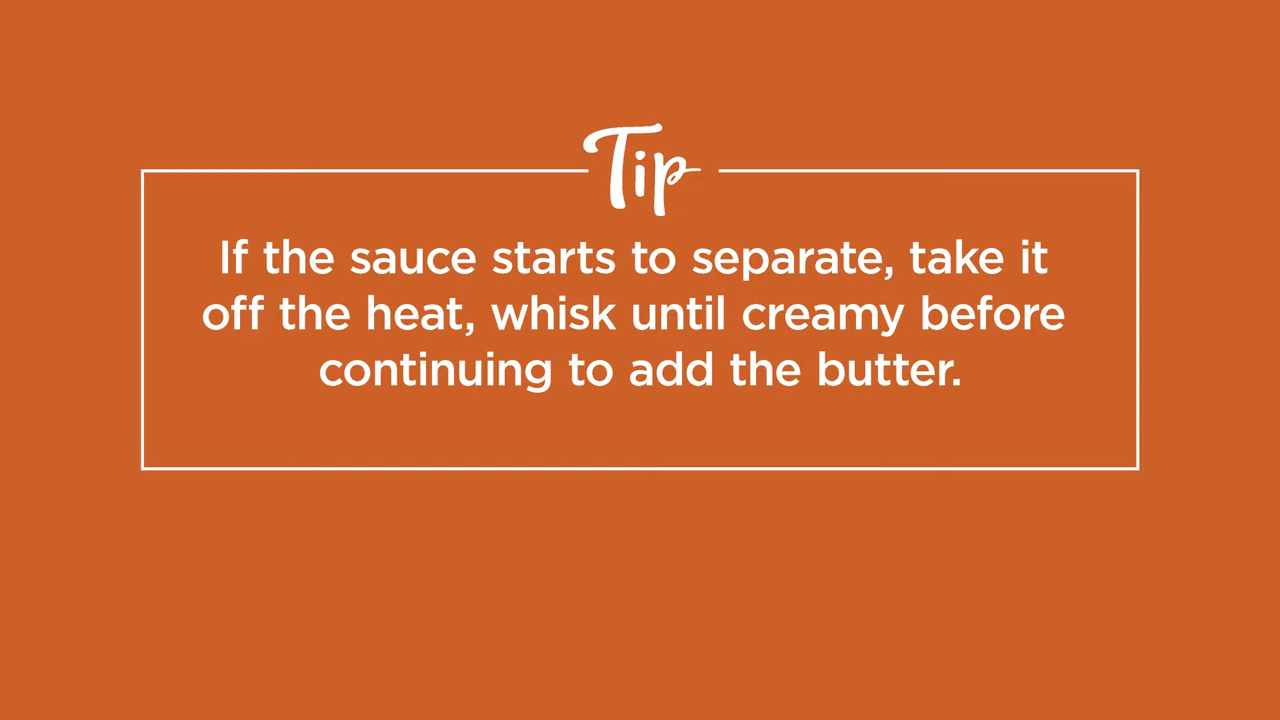 Tip
If the sauce starts to separate, take it
off the heat, whisk until creamy before
continuing to add the butter.